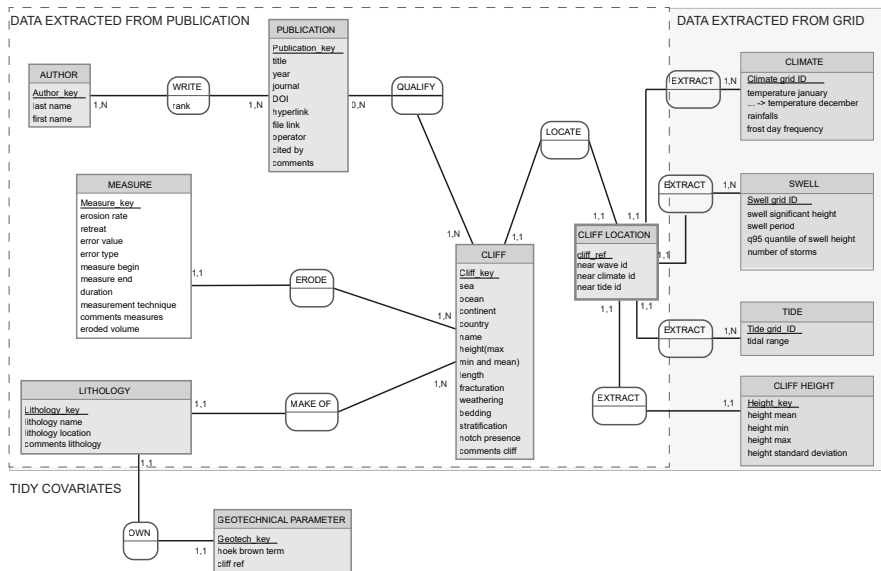 DATA EXTRACTED FROM PUBLICATION
DATA EXTRACTED FROM GRID
PUBLICATION
Publication_key
title
year
journal
DOI
hyperlink
file link
operator
cited by
comments
AUTHOR
Author_key
last name
first name
1,N
WRITE
rank
1,N
0,N
QUALIFY
1,N
LOCATE
1,1
1,1
EXTRACT
1,N
1,1
CLIMATE
Climate grid ID
temperature january
... -> temperature december
rainfalls
frost day frequency
MEASURE
Measure_key
erosion rate
retreat
error value
error type
measure begin
measure end
duration
measurement technique
comments measures
eroded volume
1,1
ERODE
1,N
CLIFF
Cliff_key
sea
ocean
continent
country
name
height(max
min and mean)
length
fracturation
weathering
bedding
stratification
notch presence
comments cliff
CLIFF LOCATION
cliff_ref
near wave id
near climate id
near tide id
EXTRACT
1,N
1,1
SWELL
Swell grid ID
swell significant height
swell period
q95 quantile of swell height
number of storms
1,1
1,1
EXTRACT
1,N
TIDE
Tide grid_ID
tidal range
LITHOLOGY
Lithology_key
lithology name
lithology location
comments lithology
1,1
MAKE OF
1,N
EXTRACT
1,1
CLIFF HEIGHT
Height_key
height mean
height min
height max
height standard deviation
1,1
TIDY COVARIATES
OWN
1,1
GEOTECHNICAL PARAMETER
Geotech_key
hoek brown term
cliff ref